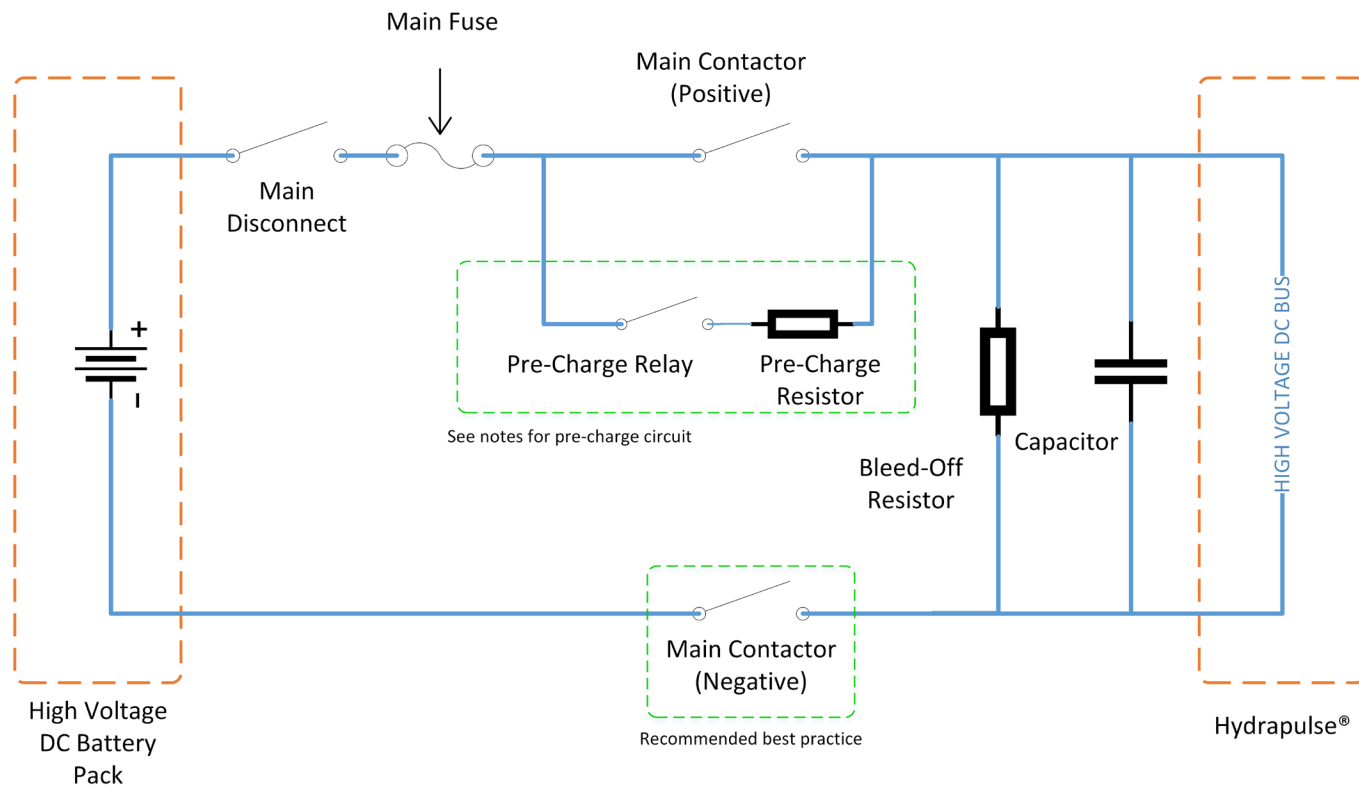 Main Fuse
Main Contactor
(Positive)
Main
Disconnect
+
Pre-Charge Relay
Pre-Charge
Resistor
See notes for pre-charge circuit
HIGH VOLTAGE DC BUS
Capacitor
Bleed-Off
Resistor
–
Main Contactor
(Negative)
Recommended best practice
High Voltage
DC Battery
Pack
Hydrapulse®